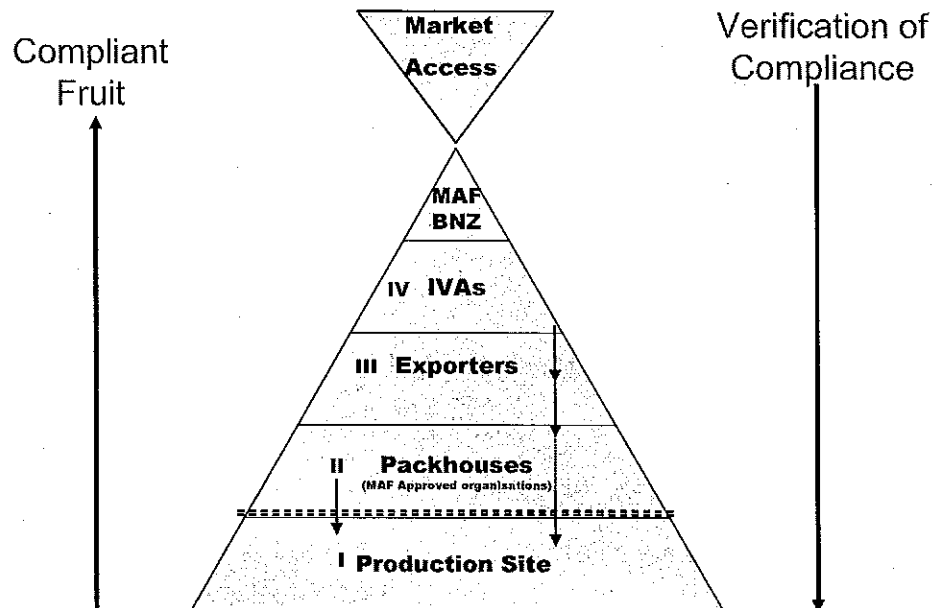 Compliant
Fruit
Market
Access
Verification of
Compliance
MAF
BNZ
IV IVAs
III Exporters
II Packhouses
(MAF Approved organisations)
I Production Site